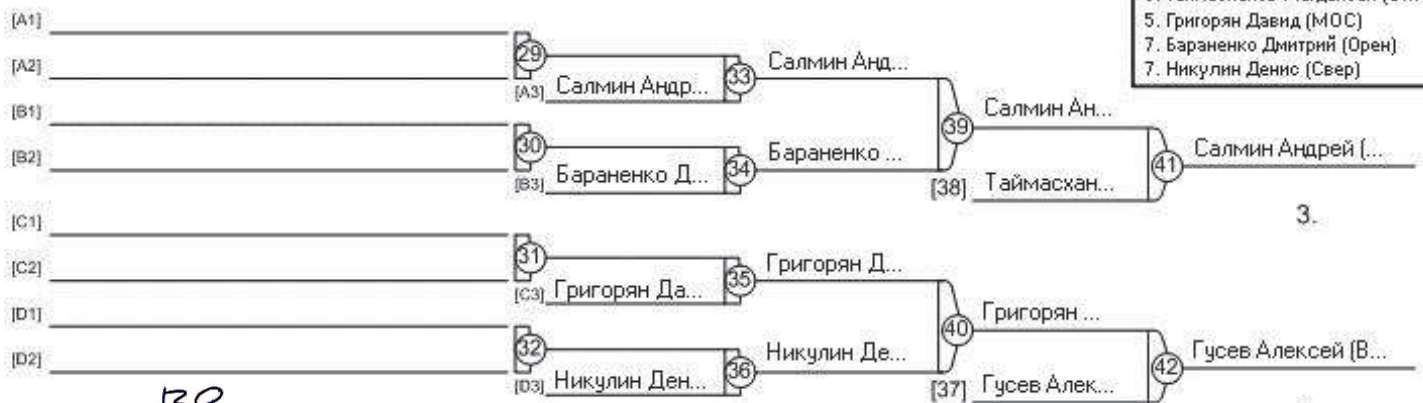 5. Григорян Давид (МОС)
7. Бараненко Дмитрий (Орен)
7. Никулин Денис (Свер)
[A1]
[A2]
29
[A3] Салмин Андр...
33
Салмин Анд...
[B1]
[B2]
30
[B3] Бараненко Д...
34
Бараненко ...
39
Салмин Ан...
[38] Таймасхан...
41
Салмин Андрей (...
3.
[C1]
[C2]
31
[C3] Григорян Да...
35
Григорян Д...
[D1]
[D2]
32
[D3] Никулин Ден...
36
Никулин Де...
40
Григорян ...
[37] Гусев Алек...
42
Гусев Алексей (В...